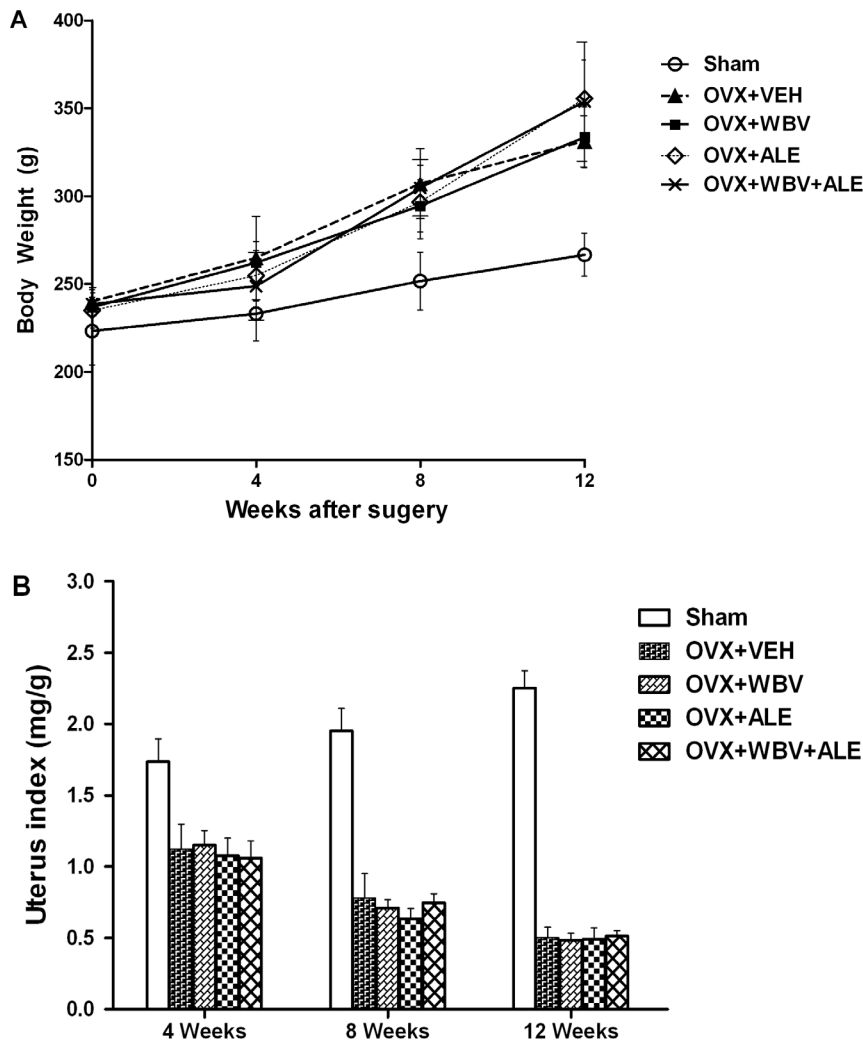 A
400
350
300
250
200
150
Body Weight (g)
0 4 8 12
Weeks after sugery
Sham
OVX+VEH
OVX+WBV
OVX+ALE
OVX+WBV+ALE
B
3.0
2.5
2.0
1.5
1.0
0.5
0.0
Uterus index (mg/g)
4 Weeks 8 Weeks 12 Weeks
Sham
OVX+VEH
OVX+WBV
OVX+ALE
OVX+WBV+ALE